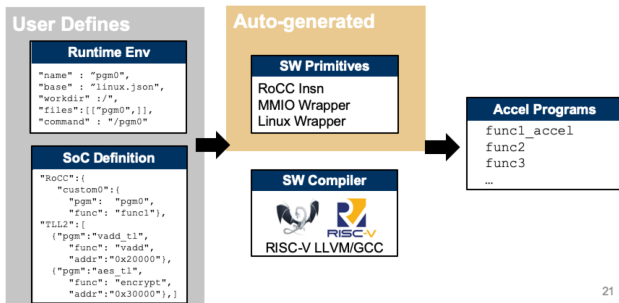 User Defines
Runtime Env
"name" : "pgm0",
"base" : "linux.json",
"workdir" :/",
"files":[["pgm0",]],
"command" : "/pgm0"
SoC Definition
"RoCC":{
"custom0":{
"pgm": "pgm0",
"func": "func1"},
"TLL2":[
{"pgm":"vadd_tl",
"func": "vadd",
"addr":"0x20000"},
{"pgm":"aes_tl",
"func": "encrypt",
"addr":"0x30000"},]
Auto-generated
SW Primitives
RoCC Insn
MMIO Wrapper
Linux Wrapper
SW Compiler
RISC-V
RISC-V LLVM/GCC
Accel Programs
func1_accel
func2
func3
…
21